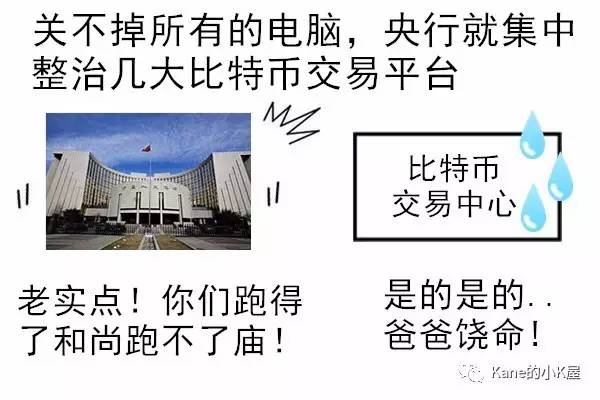 关不掉所有的电脑，央行就集中
整治几大比特币交易平台
比特币
交易中心
老实点！你们跑得
了和尚跑不了庙！
是的是的..
爸爸饶命！
Kane的小K屋